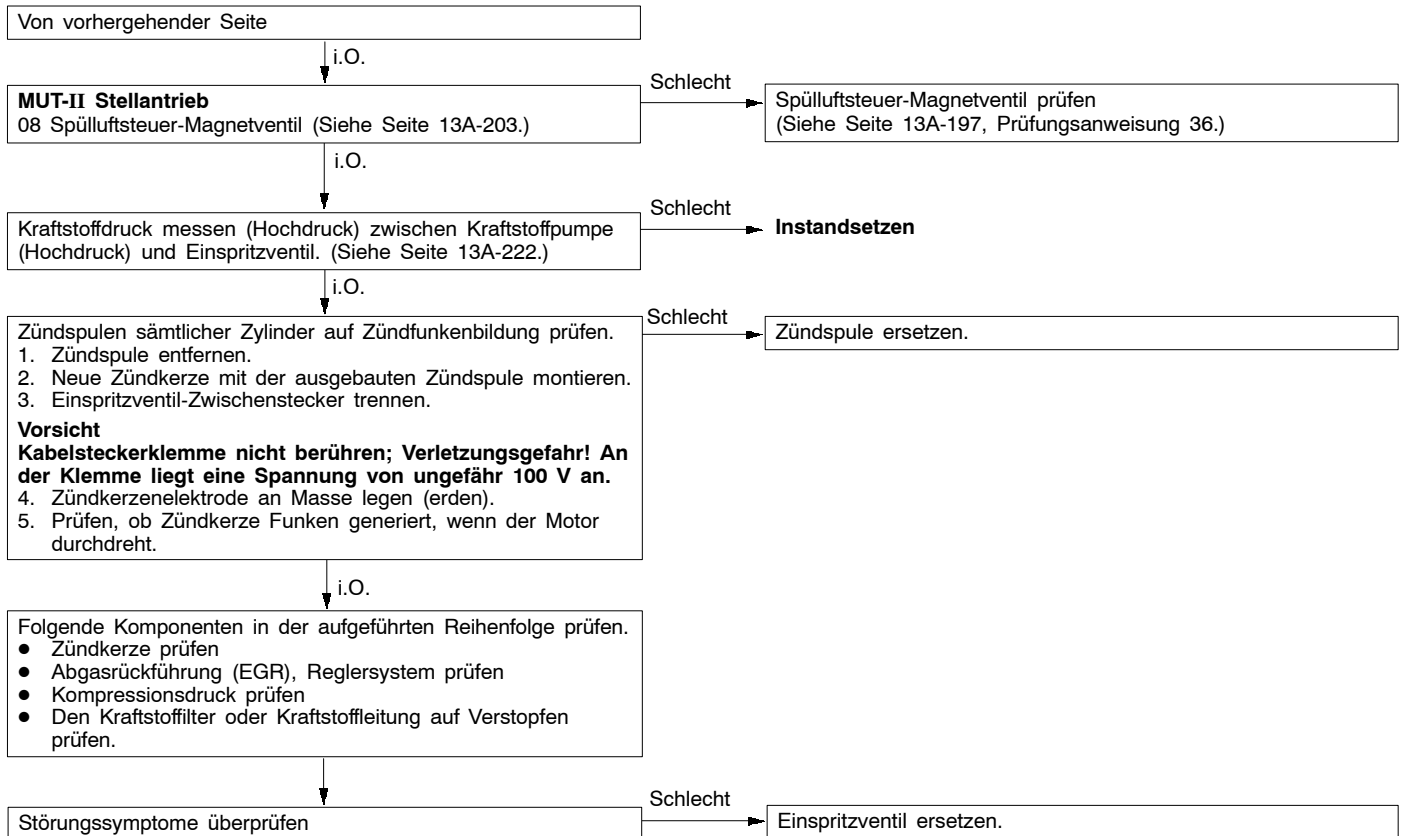 Von vorhergehender Seite
i.O.
MUT-II Stellantrieb
08 Spülluftsteuer-Magnetventil (Siehe Seite 13A-203.)
Schlecht
Spülluftsteuer-Magnetventil prüfen
(Siehe Seite 13A-197, Prüfungsanweisung 36.)
i.O.
Kraftstoffdruck messen (Hochdruck) zwischen Kraftstoffpumpe
(Hochdruck) und Einspritzventil. (Siehe Seite 13A-222.)
Schlecht
Instandsetzen
i.O.
Zündspulen sämtlicher Zylinder auf Zündfunkenbildung prüfen.
1. Zündspule entfernen.
2. Neue Zündkerze mit der ausgebauten Zündspule montieren.
3. Einspritzventil-Zwischenstecker trennen.
Vorsicht
Kabelsteckerklemme nicht berühren; Verletzungsgefahr! An
der Klemme liegt eine Spannung von ungefähr 100 V an.
4. Zündkerzenelektrode an Masse legen (erden).
5. Prüfen, ob Zündkerze Funken generiert, wenn der Motor
durchdreht.
Schlecht
Zündspule ersetzen.
i.O.
Folgende Komponenten in der aufgeführten Reihenfolge prüfen.
● Zündkerze prüfen
● Abgasrückführung (EGR), Reglersystem prüfen
● Kompressionsdruck prüfen
● Den Kraftstoffilter oder Kraftstoffleitung auf Verstopfen
prüfen.
Störungssymptome überprüfen
Schlecht
Einspritzventil ersetzen.